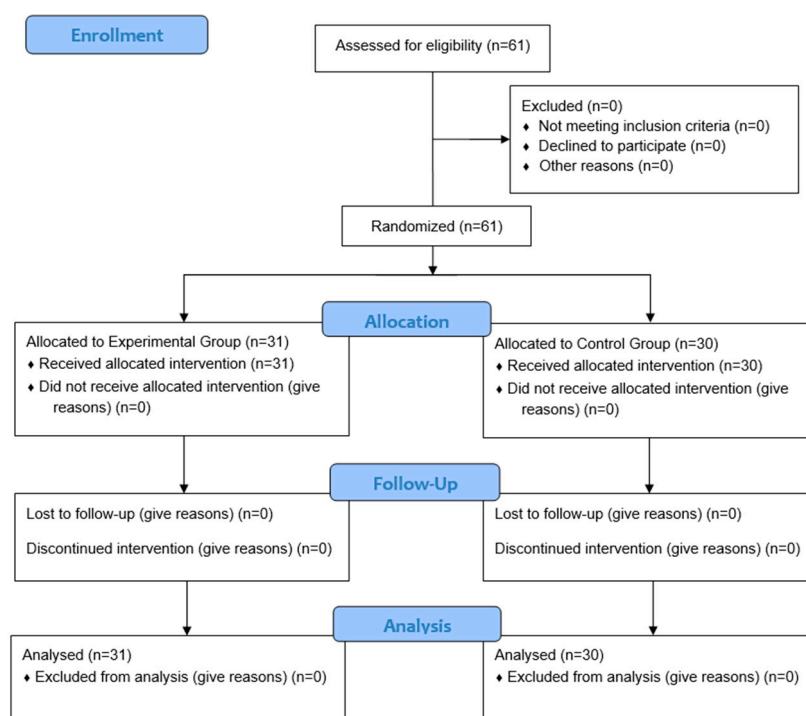 Enrollment
Assessed for eligibility (n=61)
Excluded (n=0)
♦ Not meeting inclusion criteria (n=0)
♦ Declined to participate (n=0)
♦ Other reasons (n=0)
Randomized (n=61)
Allocation
Allocated to Experimental Group (n=31)
♦ Received allocated intervention (n=31)
♦ Did not receive allocated intervention (give
reasons) (n=0)
Allocated to Control Group (n=30)
♦ Received allocated intervention (n=30)
♦ Did not receive allocated intervention (give
reasons) (n=0)
Follow-Up
Lost to follow-up (give reasons) (n=0)
Discontinued intervention (give reasons) (n=0)
Lost to follow-up (give reasons) (n=0)
Discontinued intervention (give reasons) (n=0)
Analysis
Analysed (n=31)
♦ Excluded from analysis (give reasons) (n=0)
Analysed (n=30)
♦ Excluded from analysis (give reasons) (n=0)